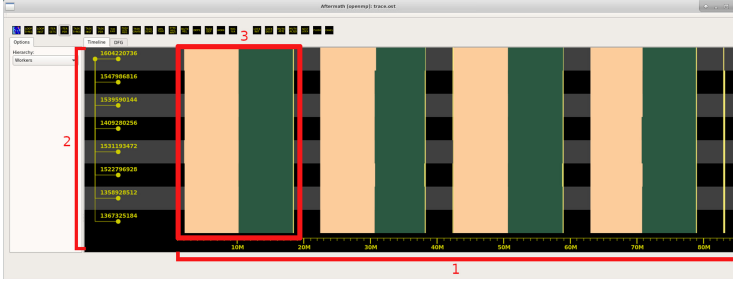 Aftermath (openmp): trace.ost
3
Options
Timeline DFG
Hierarchy:
Workers
1604220736
1547986816
1539590144
1409280256
1531193472
2
1522796928
1358928512
1367325184
10M 20M 30M 40M 50M 60M 70M 80M
1